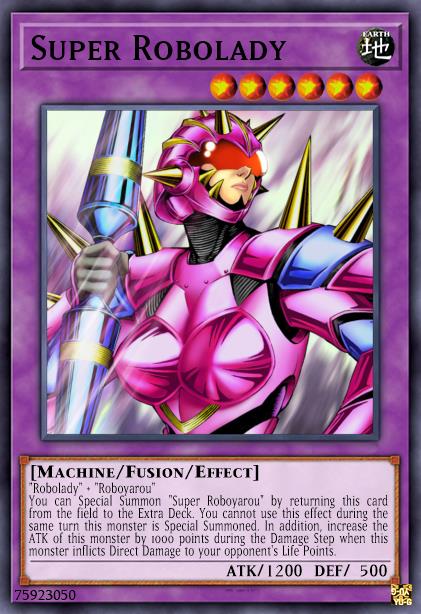 Super Robolady
EARTH
地
[Machine/Fusion/Effect]
"Robolady" + "Roboyarou"
You can Special Summon "Super Roboyarou" by returning this card
from the field to the Extra Deck. You cannot use this effect during the
same turn this monster is Special Summoned. In addition, increase the
ATK of this monster by 1000 points during the Damage Step when this
monster inflicts Direct Damage to your opponent's Life Points.
ATK/1200 DEF/ 500
75923050